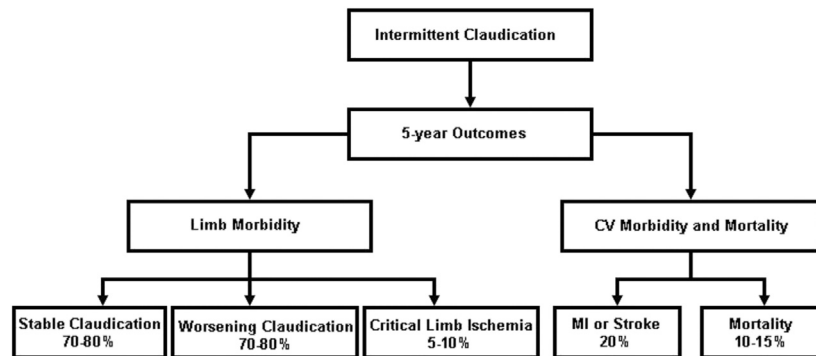 Intermittent Claudication
5-year Outcomes
Limb Morbidity
CV Morbidity and Mortality
Stable Claudication
70-80%
Worsening Claudication
70-80%
Critical Limb Ischemia
5-10%
MI or Stroke
20%
Mortality
10-15%